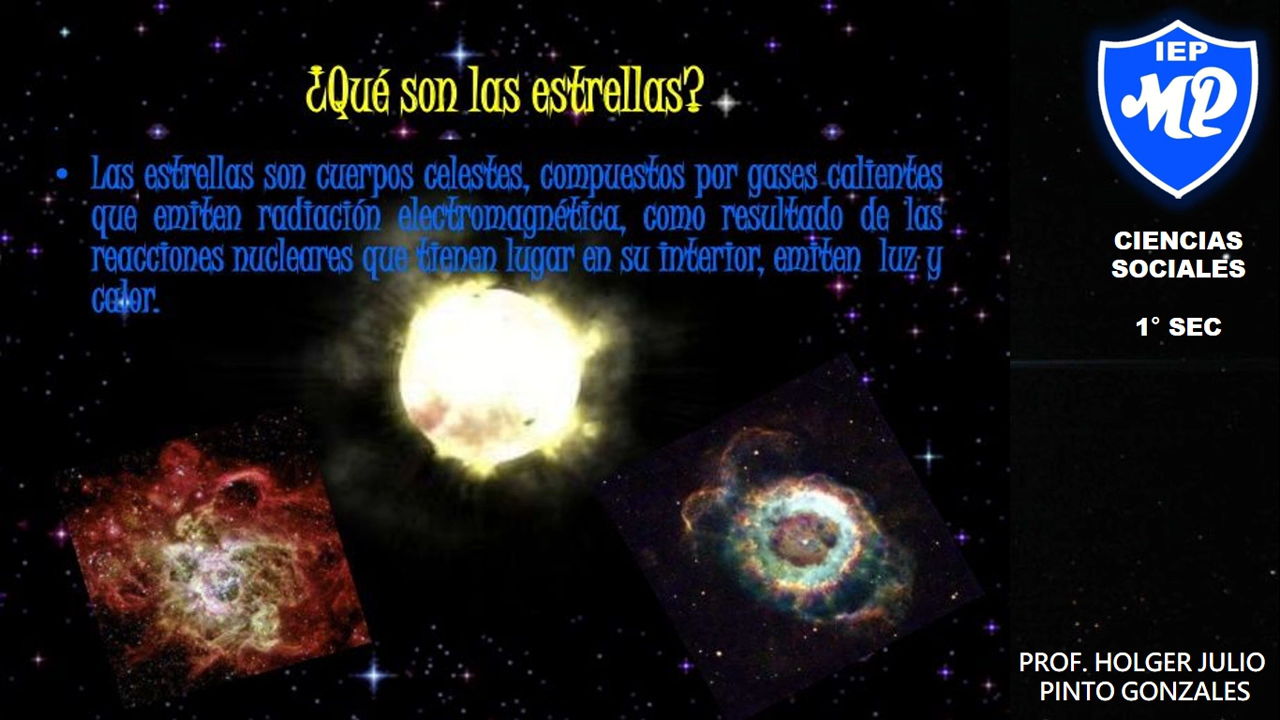 ¿Qué son las estrellas?
• Las estrellas son cuerpos celestes, compuestos por gases calientes
que emiten radiación electromagnética, como resultado de las
reacciones nucleares que tienen lugar en su interior, emiten luz y
calor.
IEP
MP
CIENCIAS
SOCIALES
1° SEC
PROF. HOLGER JULIO
PINTO GONZALES